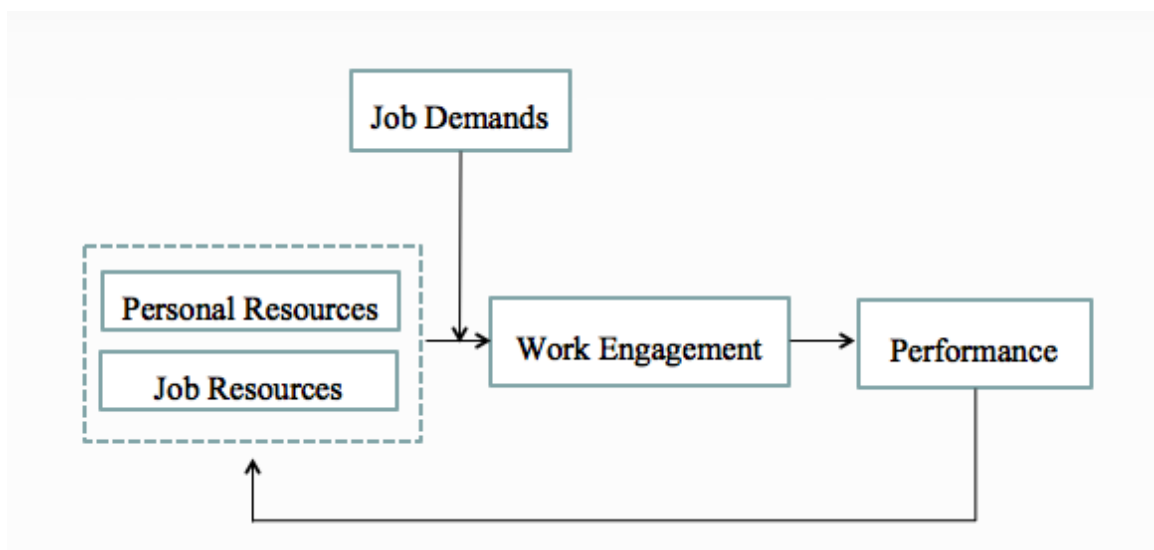 Job Demands
Personal Resources
Job Resources
Work Engagement
Performance